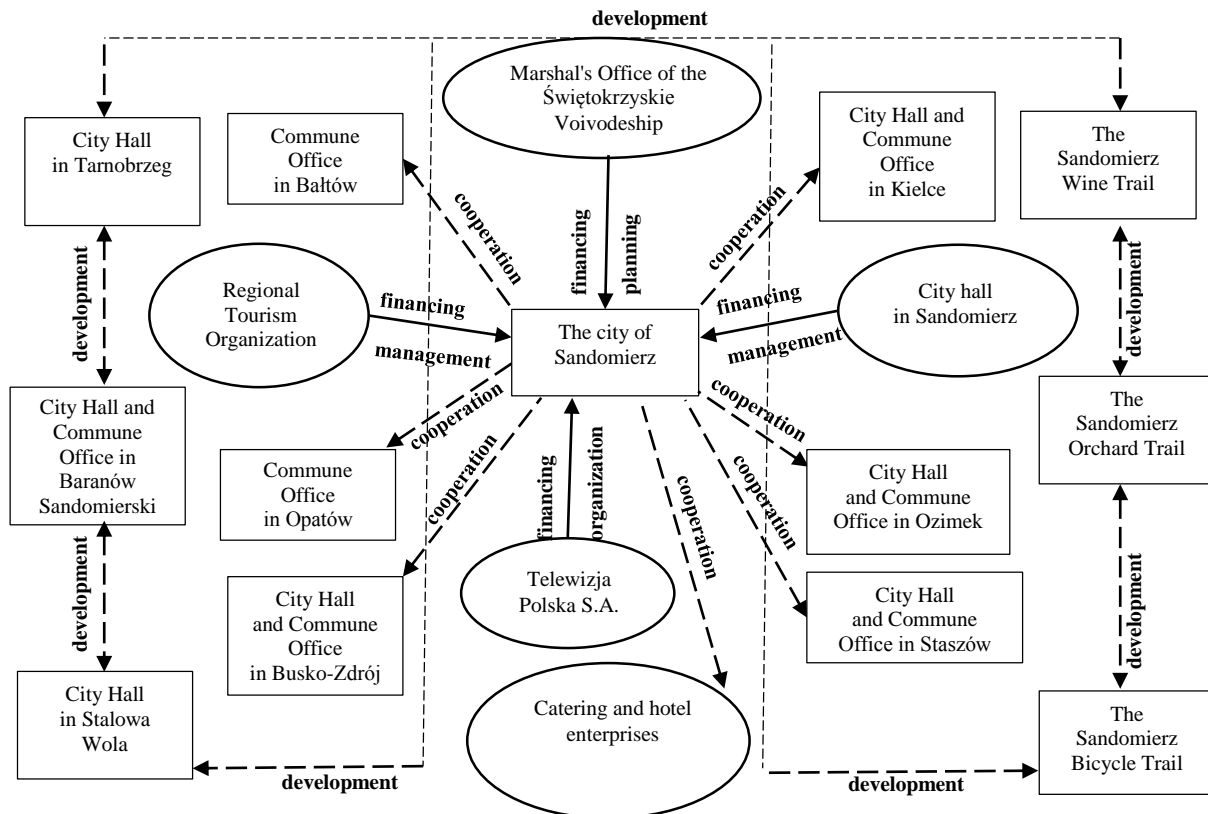 development
Marshal's Office of the
Świętokrzyskie
Voivodeship
City Hall
in Tarnobrzeg
Commune
Office
in Bałtów
City Hall and
Commune
Office
in Kielce
The
Sandomierz
Wine Trail
cooperation
financing
planning
cooperation
development
Regional
Tourism
Organization
financing
management
The city of
Sandomierz
financing
management
City hall
in Sandomierz
development
City Hall and
Commune
Office in
Baranów
Sandomierski
cooperation
cooperation
The
Sandomierz
Orchard Trail
Commune
Office
in Opatów
cooperation
financing
organization
cooperation
cooperation
City Hall
and Commune
Office in Ozimek
development
City Hall
and Commune
Office
in Busko-Zdrój
Telewizja
Polska S.A.
City Hall
and Commune
Office in Staszów
development
City Hall
in Stalowa
Wola
Catering and hotel
enterprises
The
Sandomierz
Bicycle Trail
development
development